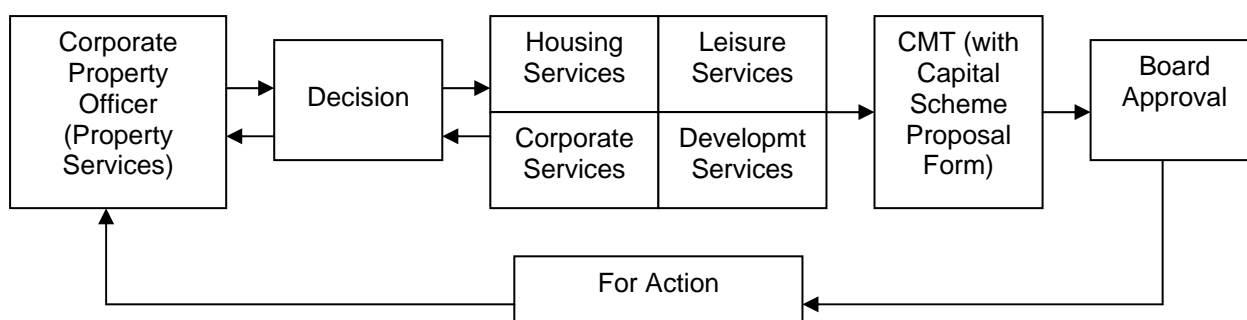 Corporate
Property
Officer
(Property
Services)
Decision
Housing
Services
Leisure
Services
Corporate
Services
Developmt
Services
CMT (with
Capital
Scheme
Proposal
Form)
Board
Approval
For Action